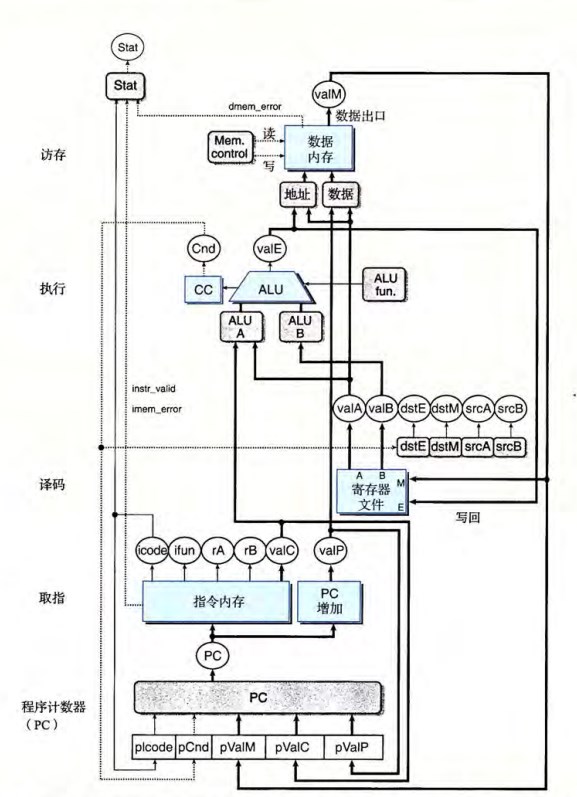 Stat
Stat
valM
dmem_error
数据出口
Mem.
control
读
写
数据
内存
访存
地址
数据
Cnd
valE
执行
CC
ALU
ALU
fun.
ALU
A
ALU
B
instr_valid
imem_error
valA
valB
dstE
dstM
srcA
srcB
dstE
dstM
srcA
srcB
译码
A
B
M
寄存器
文件
E
写回
icode
ifun
rA
rB
valC
valP
取指
指令内存
PC
增加
PC
程序计数器
(PC)
PC
pIcode
pCnd
pValM
pValC
pValP